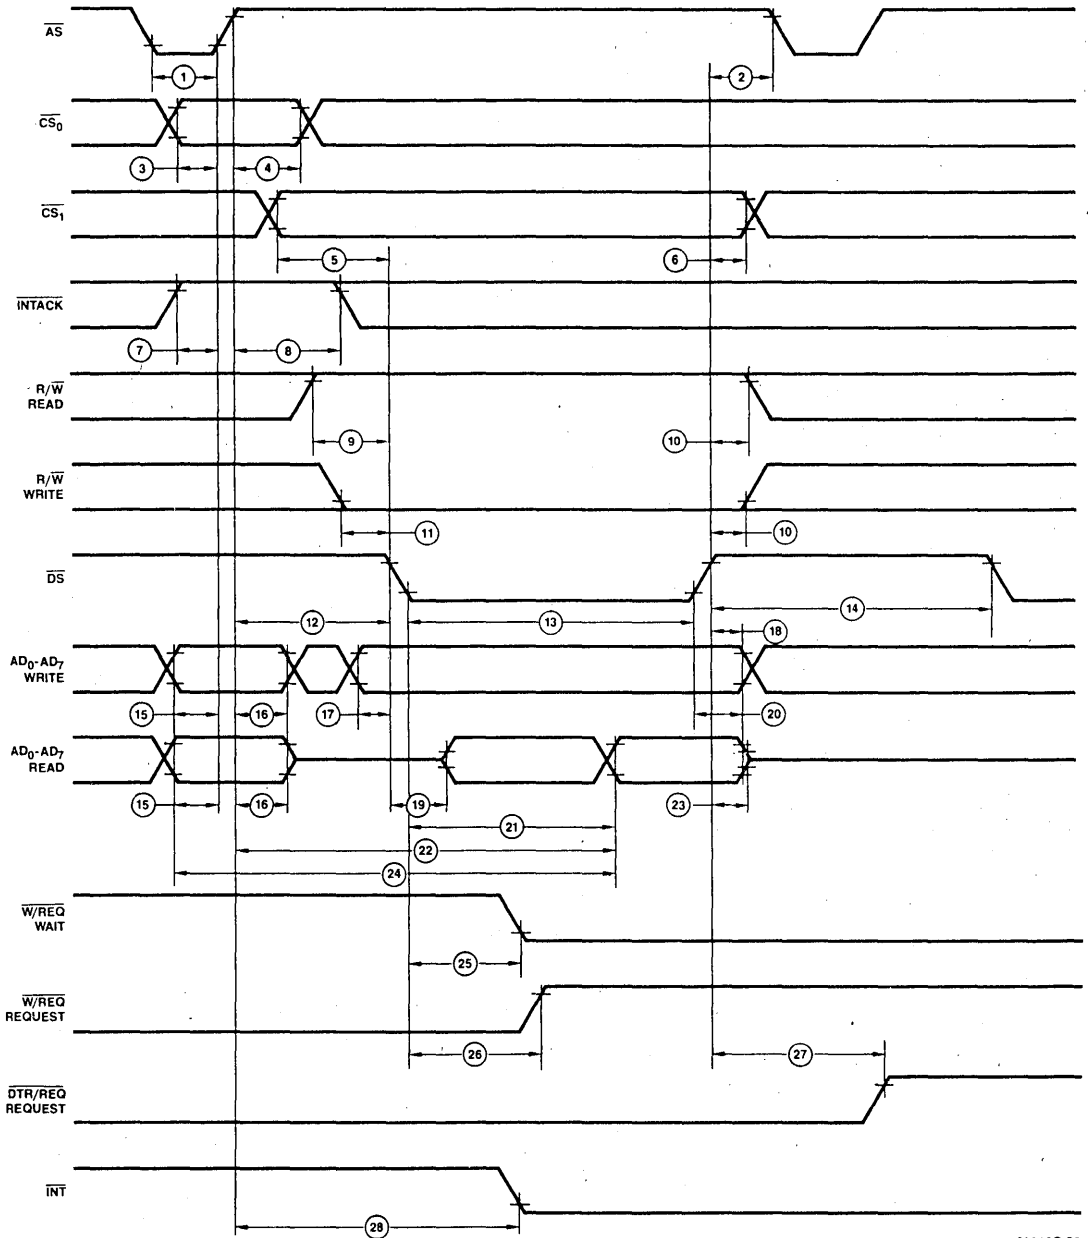 AS
1
2
CS0
3
4
CS1
5
6
INTACK
7
8
R/W
READ
9
10
R/W
WRITE
11
10
DS
12
13
14
18
AD0-AD7
WRITE
15
16
17
20
AD0-AD7
READ
15
16
19
23
21
22
24
W/REQ
WAIT
25
W/REQ
REQUEST
26
27
DTR/REQ
REQUEST
INT
28